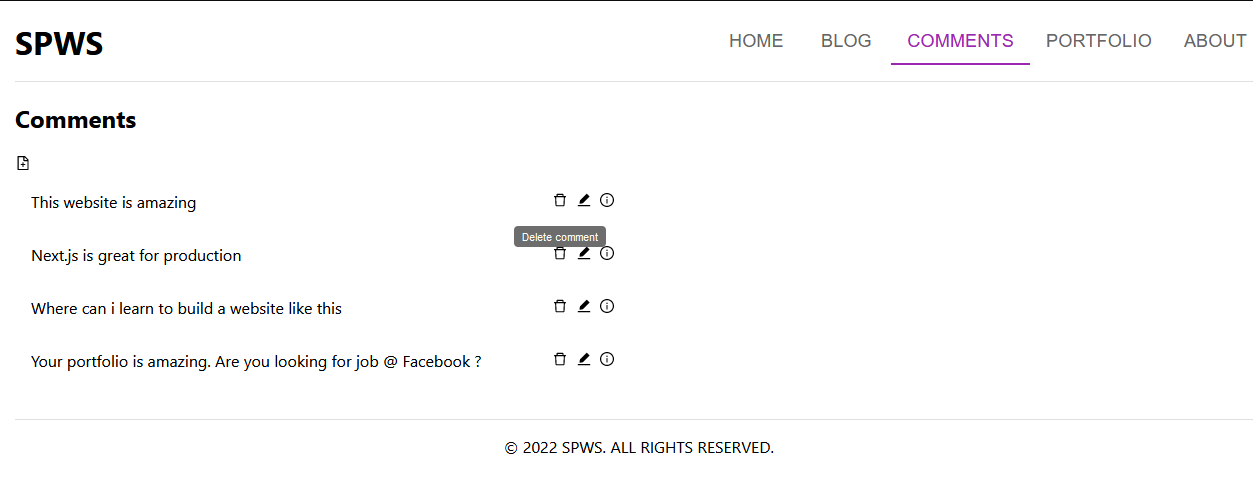 SPWS
HOME BLOG COMMENTS PORTFOLIO ABOUT
Comments
This website is amazing
Delete comment
Next.js is great for production
Where can i learn to build a website like this
Your portfolio is amazing. Are you looking for job @ Facebook ?
© 2022 SPWS. ALL RIGHTS RESERVED.